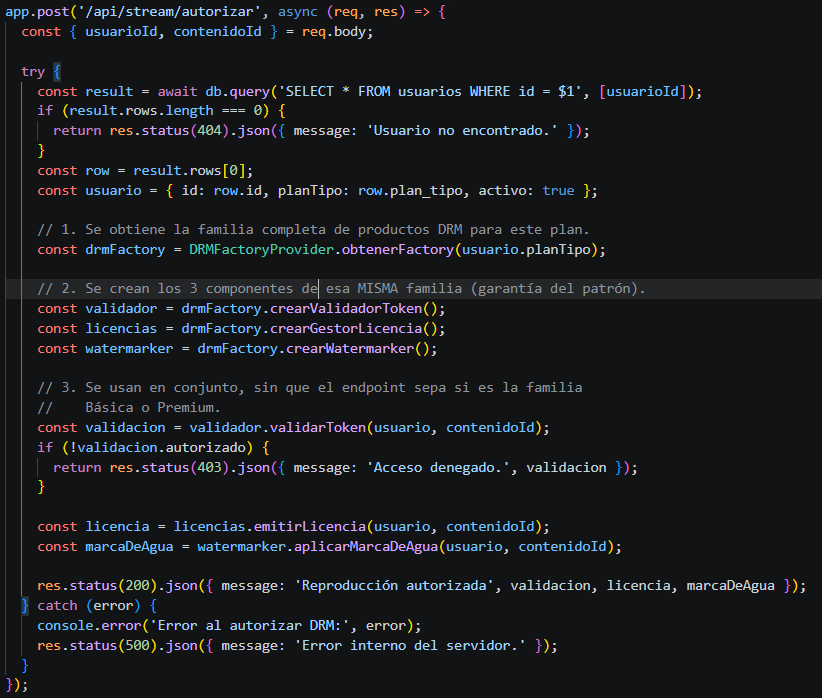 app.post('/api/stream/autorizar', async (req, res) => {
const { usuarioId, contenidoId } = req.body;
try {
const result = await db.query('SELECT * FROM usuarios WHERE id = $1', [usuarioId]);
if (result.rows.length === 0) {
return res.status(404).json({ message: 'Usuario no encontrado.' });
}
const row = result.rows[0];
const usuario = { id: row.id, planTipo: row.plan_tipo, activo: true };
// 1. Se obtiene la familia completa de productos DRM para este plan.
const drmFactory = DRMFactoryProvider.obtenerFactory(usuario.planTipo);
// 2. Se crean los 3 componentes de esa MISMA familia (garantía del patrón).
const validador = drmFactory.crearValidadorToken();
const licencias = drmFactory.crearGestorLicencia();
const watermarker = drmFactory.crearWatermarker();
// 3. Se usan en conjunto, sin que el endpoint sepa si es la familia
//    Básica o Premium.
const validacion = validador.validarToken(usuario, contenidoId);
if (!validacion.autorizado) {
return res.status(403).json({ message: 'Acceso denegado.', validacion });
}
const licencia = licencias.emitirLicencia(usuario, contenidoId);
const marcaDeAgua = watermarker.aplicarMarcaDeAgua(usuario, contenidoId);
res.status(200).json({ message: 'Reproducción autorizada', validacion, licencia, marcaDeAgua });
} catch (error) {
console.error('Error al autorizar DRM:', error);
res.status(500).json({ message: 'Error interno del servidor.' });
}
});